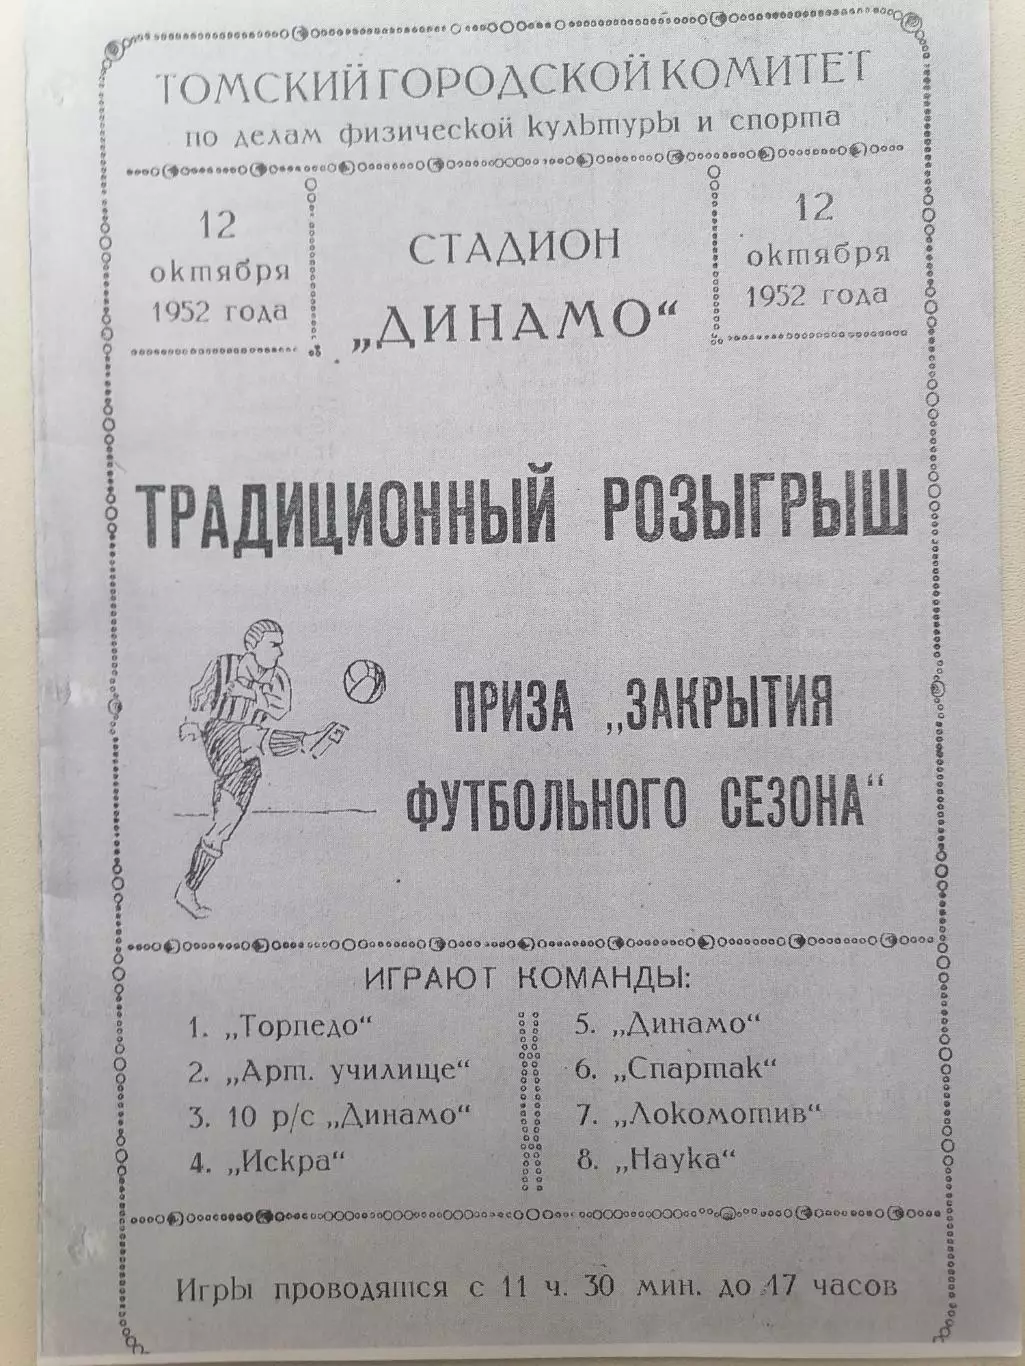 ТОМСКИЙ ГОРОДСКОЙ КОМИТЕТ
по делам физической культуры и спорта
12
октября
1952 года
СТАДИОН
„ДИНАМО“
12
октября
1952 года
ТРАДИЦИОННЫЙ РОЗЫГРЫШ
ПРИЗА „ЗАКРЫТИЯ
ФУТБОЛЬНОГО СЕЗОНА“
ИГРАЮТ КОМАНДЫ:
1. „Торпедо“
2. „Арт. училище“
3. 10 р/с „Динамо“
4. „Искра“
5. „Динамо“
6. „Спартак“
7. „Локомотив“
8. „Наука“
Игры проводятся с 11 ч. 30 мин. до 17 часов